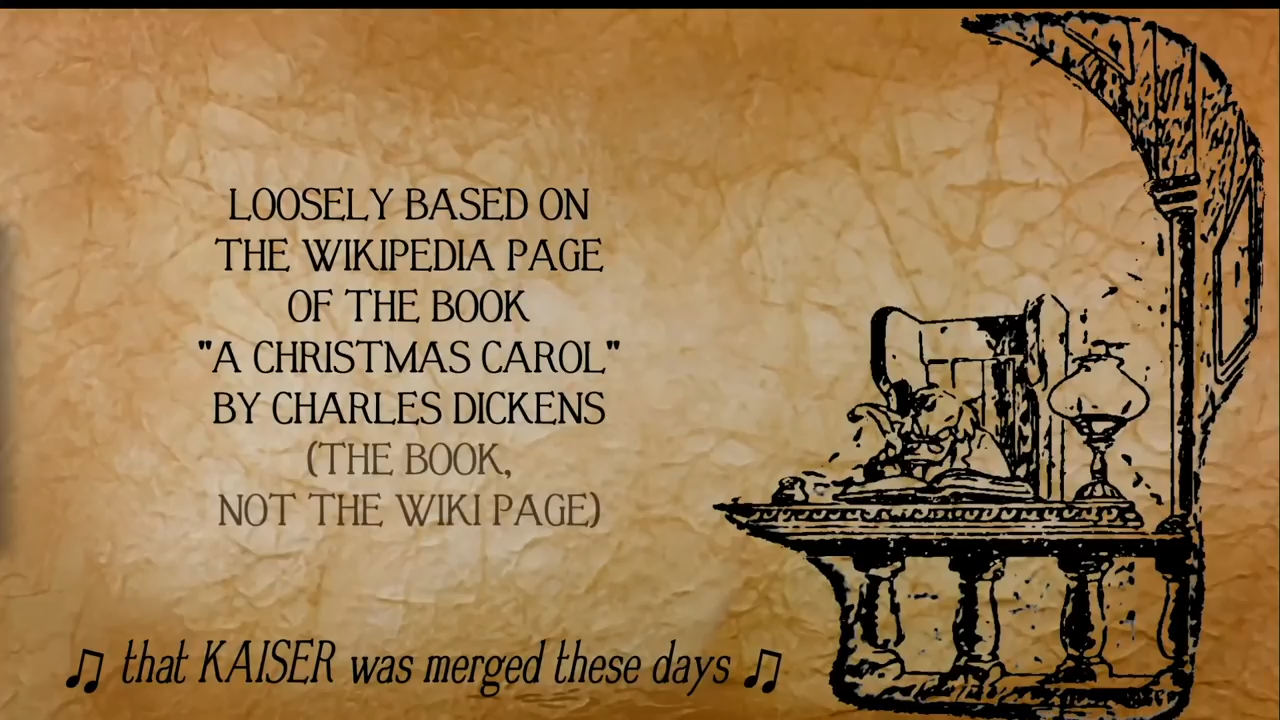 LOOSELY BASED ON
THE WIKIPEDIA PAGE
OF THE BOOK
"A CHRISTMAS CAROL"
BY CHARLES DICKENS
(THE BOOK,
NOT THE WIKI PAGE)
♫ that KAISER was merged these days ♫